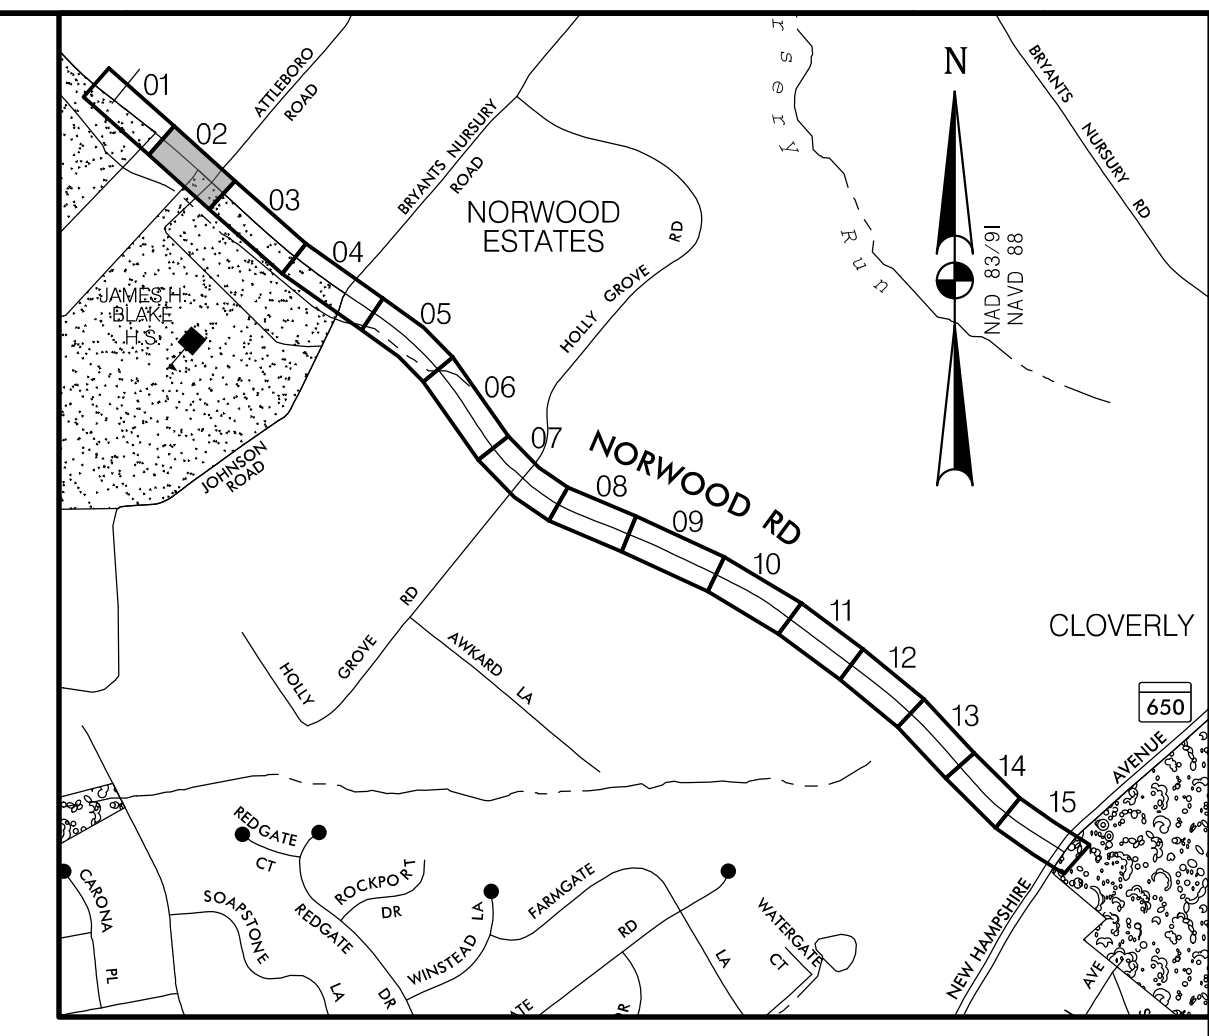 01
02
03
04
05
06
07
08
09
10
11
12
13
14
15
ATTLEBORO
ROAD
BRYANTS NURSURY
ROAD
NORWOOD
ESTATES
HOLLY GROVE RD
rsery
Run
N
NAD 83/91
NAVD 88
BRYANTS NURSURY RD
JAMES H.
BLAKE
H.S.
JOHNSON
ROAD
NORWOOD RD
CLOVERLY
650
HOLLY GROVE RD
AWKARD LA
NEW HAMPSHIRE AVENUE
REDGATE
CT
ROCKPORT
DR
CARONA PL
SOAPSTONE LA
REDGATE DR
WINSTEAD LA
FARMGATE LA
RD
WATERGATE
CT
AVE